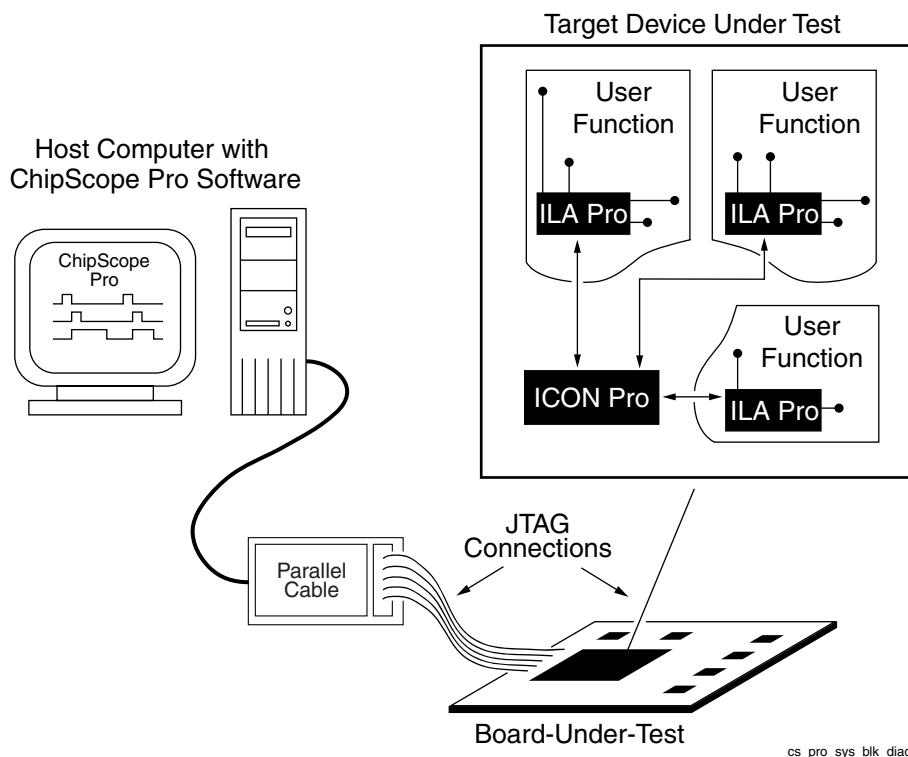 Target Device Under Test
User
Function
ILA Pro
User
Function
ILA Pro
Host Computer with
ChipScope Pro Software
ChipScope
Pro
User
Function
ILA Pro
ICON Pro
JTAG
Connections
Parallel
Cable
Board-Under-Test